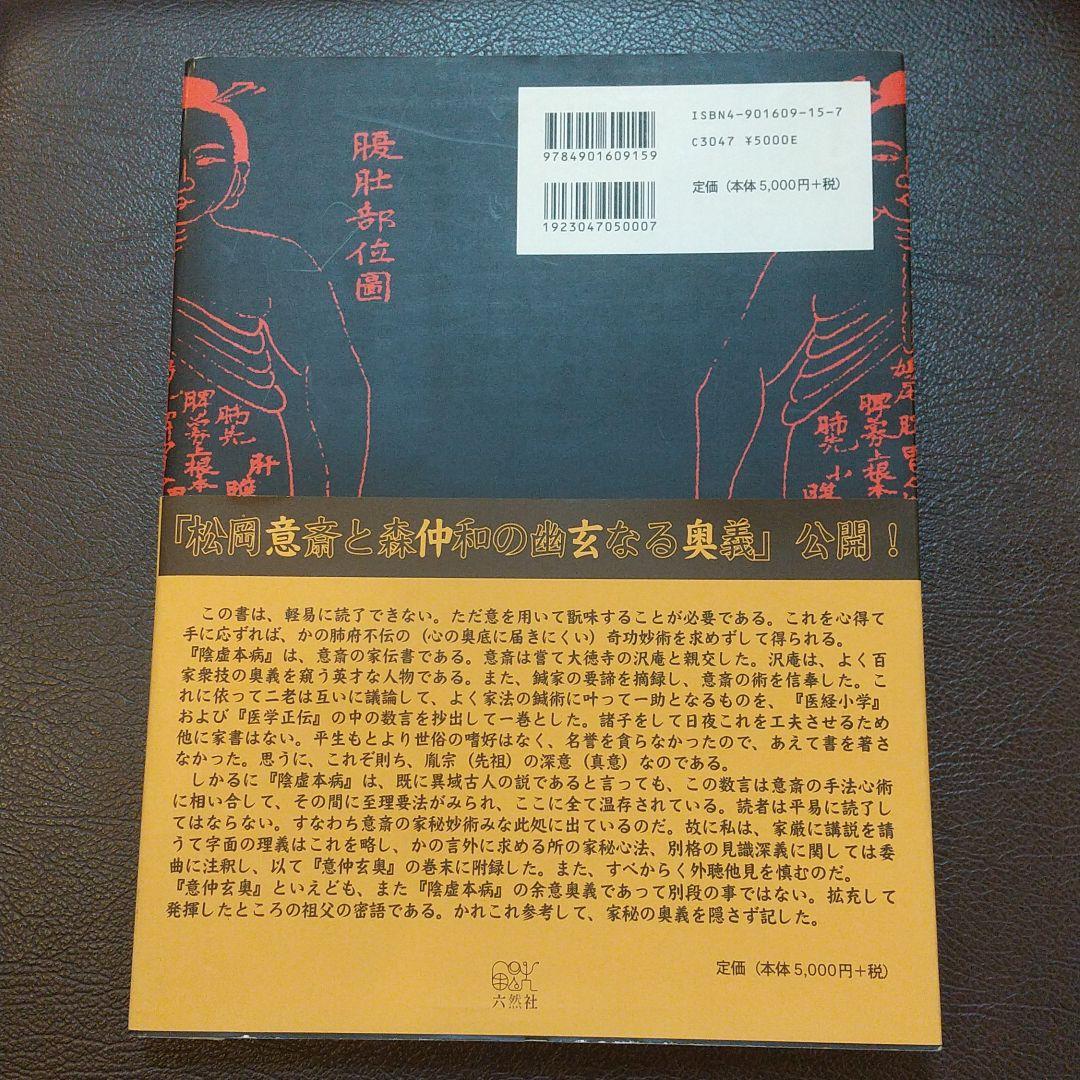 腹肚部位圖
ISBN4-901609-15-7
C3047 ¥5000E
9784901609159
定価（本体5,000円+税）
1923047050007
脾募上根本
肺先
肝
脾募上根本
肺先
小
「松岡意斎と森仲和の幽玄なる奥義」公開！
この書は、軽易に読了できない。ただ意を用いて翫味することが必要である。これを心得て
手に応ずれば、かの肺府不伝の（心の奥底に届きにくい）奇功妙術を求めずして得られる。
『陰虚本病』は、意斎の家伝書である。意斎は嘗て大徳寺の沢庵と親交した。沢庵は、よく百
家衆技の奥義を窺う英才な人物である。また、鍼家の要諦を摘録し、意斎の術を信奉した。こ
れに依って二老は互いに議論して、よく家法の鍼術に叶って一助となるものを、『医経小学』
および『医学正伝』の中の数言を抄出して一巻とした。諸子をして日夜これを工夫させるため
他に家書はない。平生もとより世俗の嗜好はなく、名誉を貪らなかったので、あえて書を著さ
なかった。思うに、これぞ則ち、胤宗（先祖）の深意（真意）なのである。
しかるに『陰虚本病』は、既に異域古人の説であると言っても、この数言は意斎の手法心術
に相い合して、その間に至理要法がみられ、ここに全て温存されている。読者は平易に読了し
てはならない。すなわち意斎の家秘妙術みな此処に出ているのだ。故に私は、家厳に講説を請
うて字面の理義はこれを略し、かの言外に求める所の家秘心法、別格の見識深義に関しては委
曲に注釈し、以て『意仲玄奥』の巻末に附録した。また、すべからく外聴他見を慎むのだ。
『意仲玄奥』といえども、また『陰虚本病』の余意奥義であって別段の事ではない。拡充して
発揮したところの祖父の密語である。かれこれ参考して、家秘の奥義を隠さず記した。
六然社
定価（本体5,000円+税）